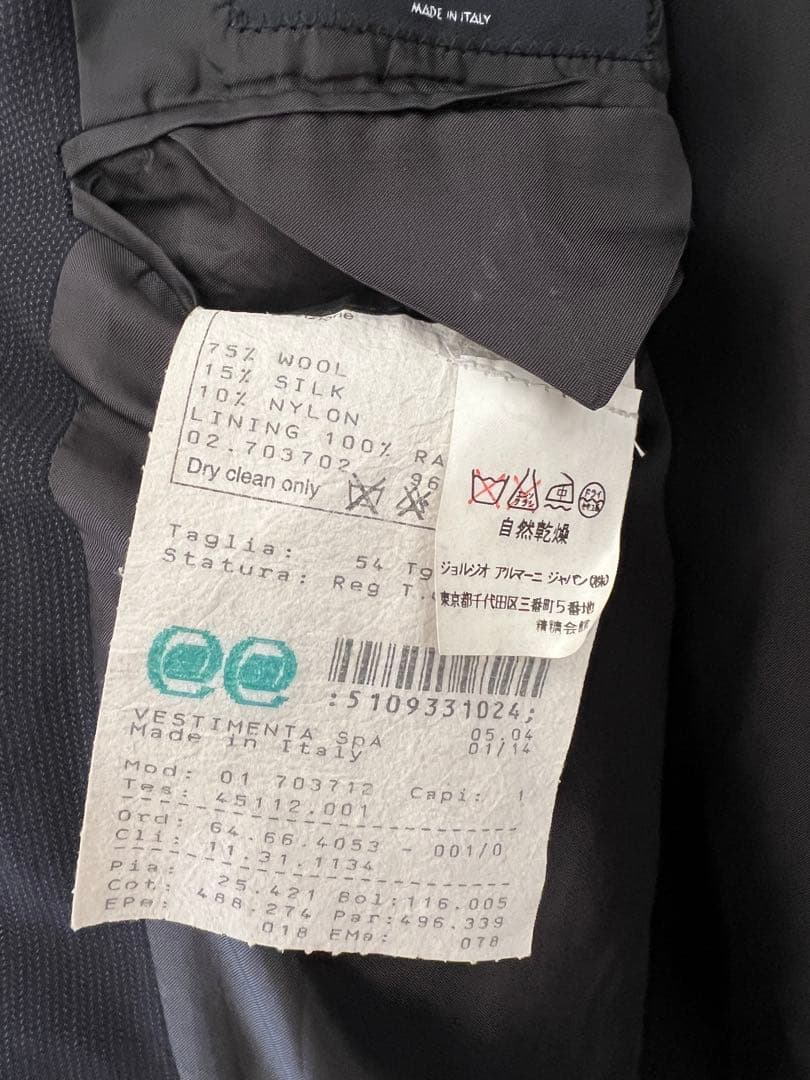 MADE IN ITALY
75% WOOL
15% SILK
10% NYLON
LINING 100% RA
02.703702 96
Dry clean only
Taglia: 54 Tg
Statura: Reg T.
自然乾燥
ジョルジオ アルマーニ ジャパン(株)
東京都千代田区三番町5番地
:5109331024;
VESTIMENTA SpA 05.04
Made in Italy 01/14
Mod: 01 703712 Capi: 1
Tes: 45112.001
Ord: 64.66.4053 - 001/0
Cli: 11.31.1134
Pia: 25.421 Bol:116.005
Cot: 488.274 Par:496.339
EPa: 018 EMa: 078